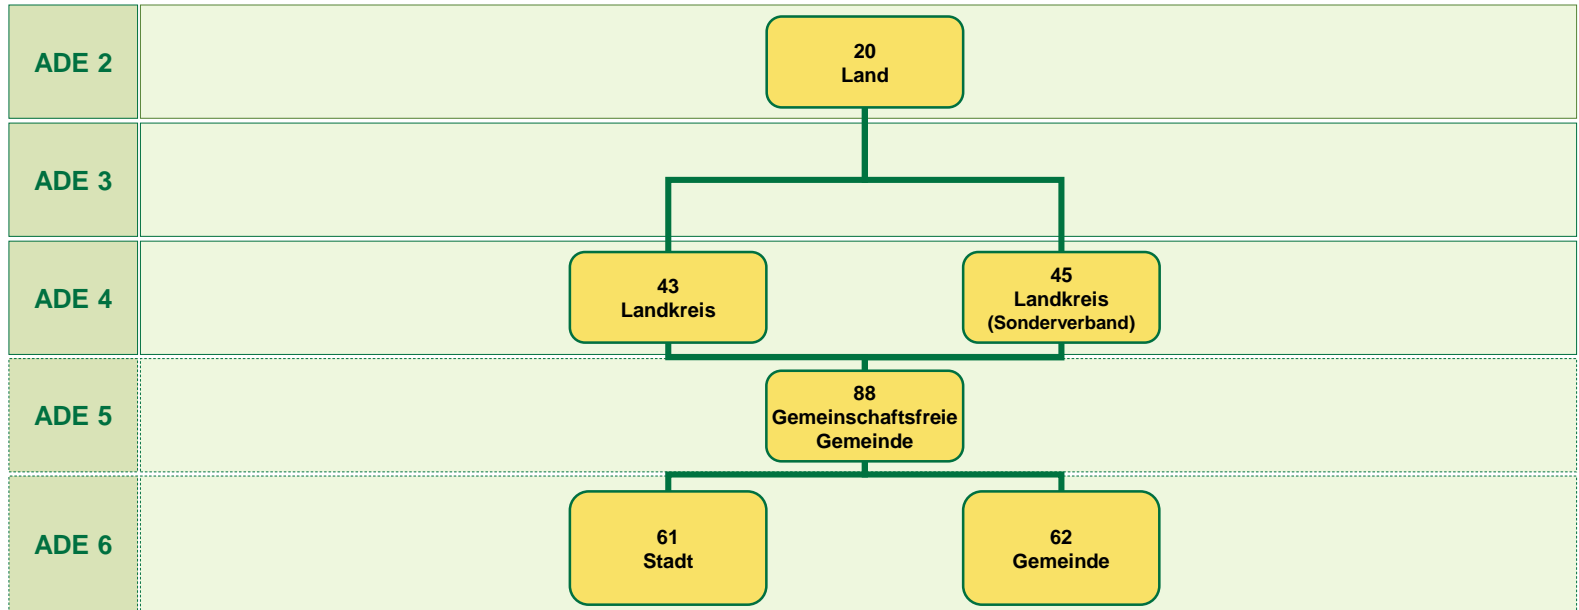 ADE 2
20
Land
ADE 3
ADE 4
43
Landkreis
45
Landkreis
(Sonderverband)
ADE 5
88
Gemeinschaftsfreie
Gemeinde
ADE 6
61
Stadt
62
Gemeinde